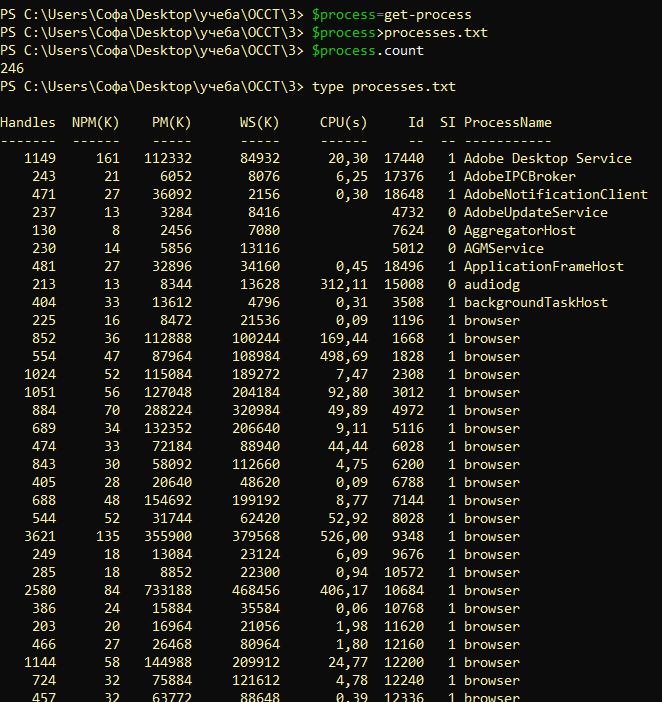 PS C:\Users\Софа\Desktop\учеба\ОССТ\3> $process=get-process
PS C:\Users\Софа\Desktop\учеба\ОССТ\3> $process>processes.txt
PS C:\Users\Софа\Desktop\учеба\ОССТ\3> $process.count
246
PS C:\Users\Софа\Desktop\учеба\ОССТ\3> type processes.txt
Handles NPM(K) PM(K) WS(K) CPU(s) Id SI ProcessName
------- ------ ----- ----- ------ -- -- -----------
1149 161 112332 84932 20,30 17440 1 Adobe Desktop Service
243 21 6052 8076 6,25 17376 1 AdobeIPCBroker
471 27 36092 2156 0,30 18648 1 AdobeNotificationClient
237 13 3284 8416 4732 0 AdobeUpdateService
130 8 2456 7080 7624 0 AggregatorHost
230 14 5856 13116 5012 0 AGMService
481 27 32896 34160 0,45 18496 1 ApplicationFrameHost
213 13 8344 13628 312,11 15008 0 audiodg
404 33 13612 4796 0,31 3508 1 backgroundTaskHost
225 16 8472 21536 0,09 1196 1 browser
852 36 112888 100244 169,44 1668 1 browser
554 47 87964 108984 498,69 1828 1 browser
1024 52 115084 189272 7,47 2308 1 browser
1051 56 127048 204184 92,80 3012 1 browser
884 70 288224 320984 49,89 4972 1 browser
689 34 132352 206640 9,11 5116 1 browser
474 33 72184 88940 44,44 6028 1 browser
843 30 58092 112660 4,75 6200 1 browser
405 28 20640 48620 0,09 6788 1 browser
688 48 154692 199192 8,77 7144 1 browser
544 52 31744 62420 52,92 8028 1 browser
3621 135 355900 379568 526,00 9348 1 browser
249 18 13084 23124 6,09 9676 1 browser
285 18 8852 22300 0,94 10572 1 browser
2580 84 733188 468456 406,17 10684 1 browser
386 24 15884 35584 0,06 10768 1 browser
203 20 16964 21056 1,98 11620 1 browser
466 27 26468 80964 1,80 12160 1 browser
1144 58 144988 209912 24,77 12200 1 browser
724 32 75884 121612 4,78 12240 1 browser
457 32 63772 88648 0,39 12336 1 browser